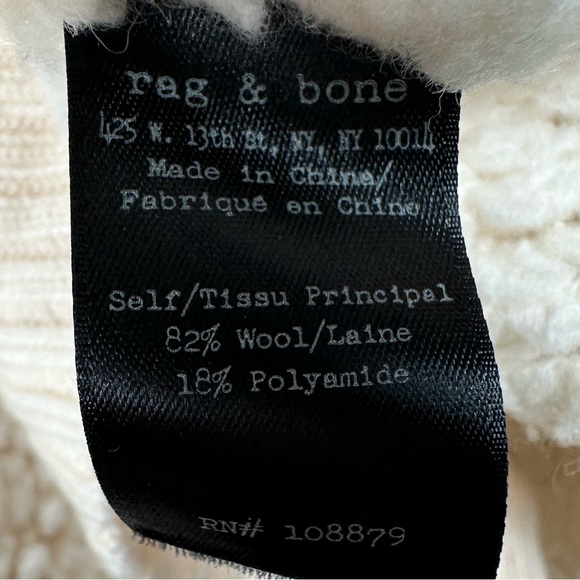 rag & bone
425 W. 13th St, NY, NY 10014
Made in China/
Fabriqué en Chine
Self/Tissu Principal
82% Wool/Laine
18% Polyamide
RN# 108879